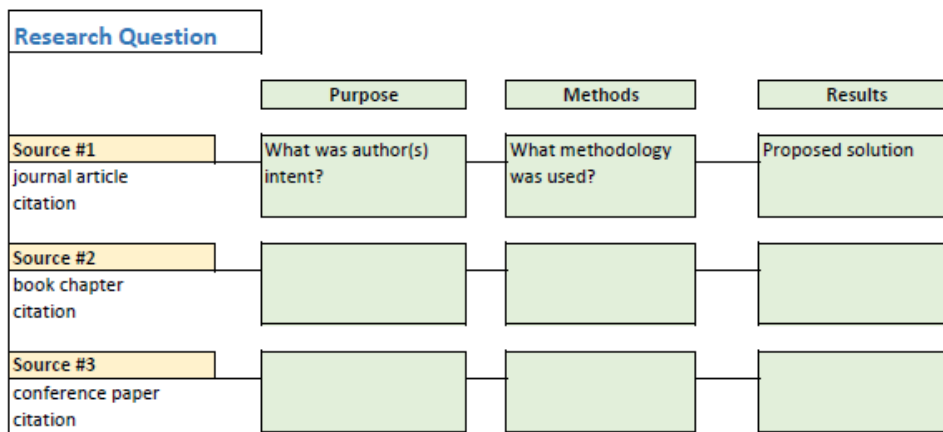 Research Question
Purpose
Methods
Results
Source #1
journal article
citation
What was author(s)
intent?
What methodology
was used?
Proposed solution
Source #2
book chapter
citation
Source #3
conference paper
citation